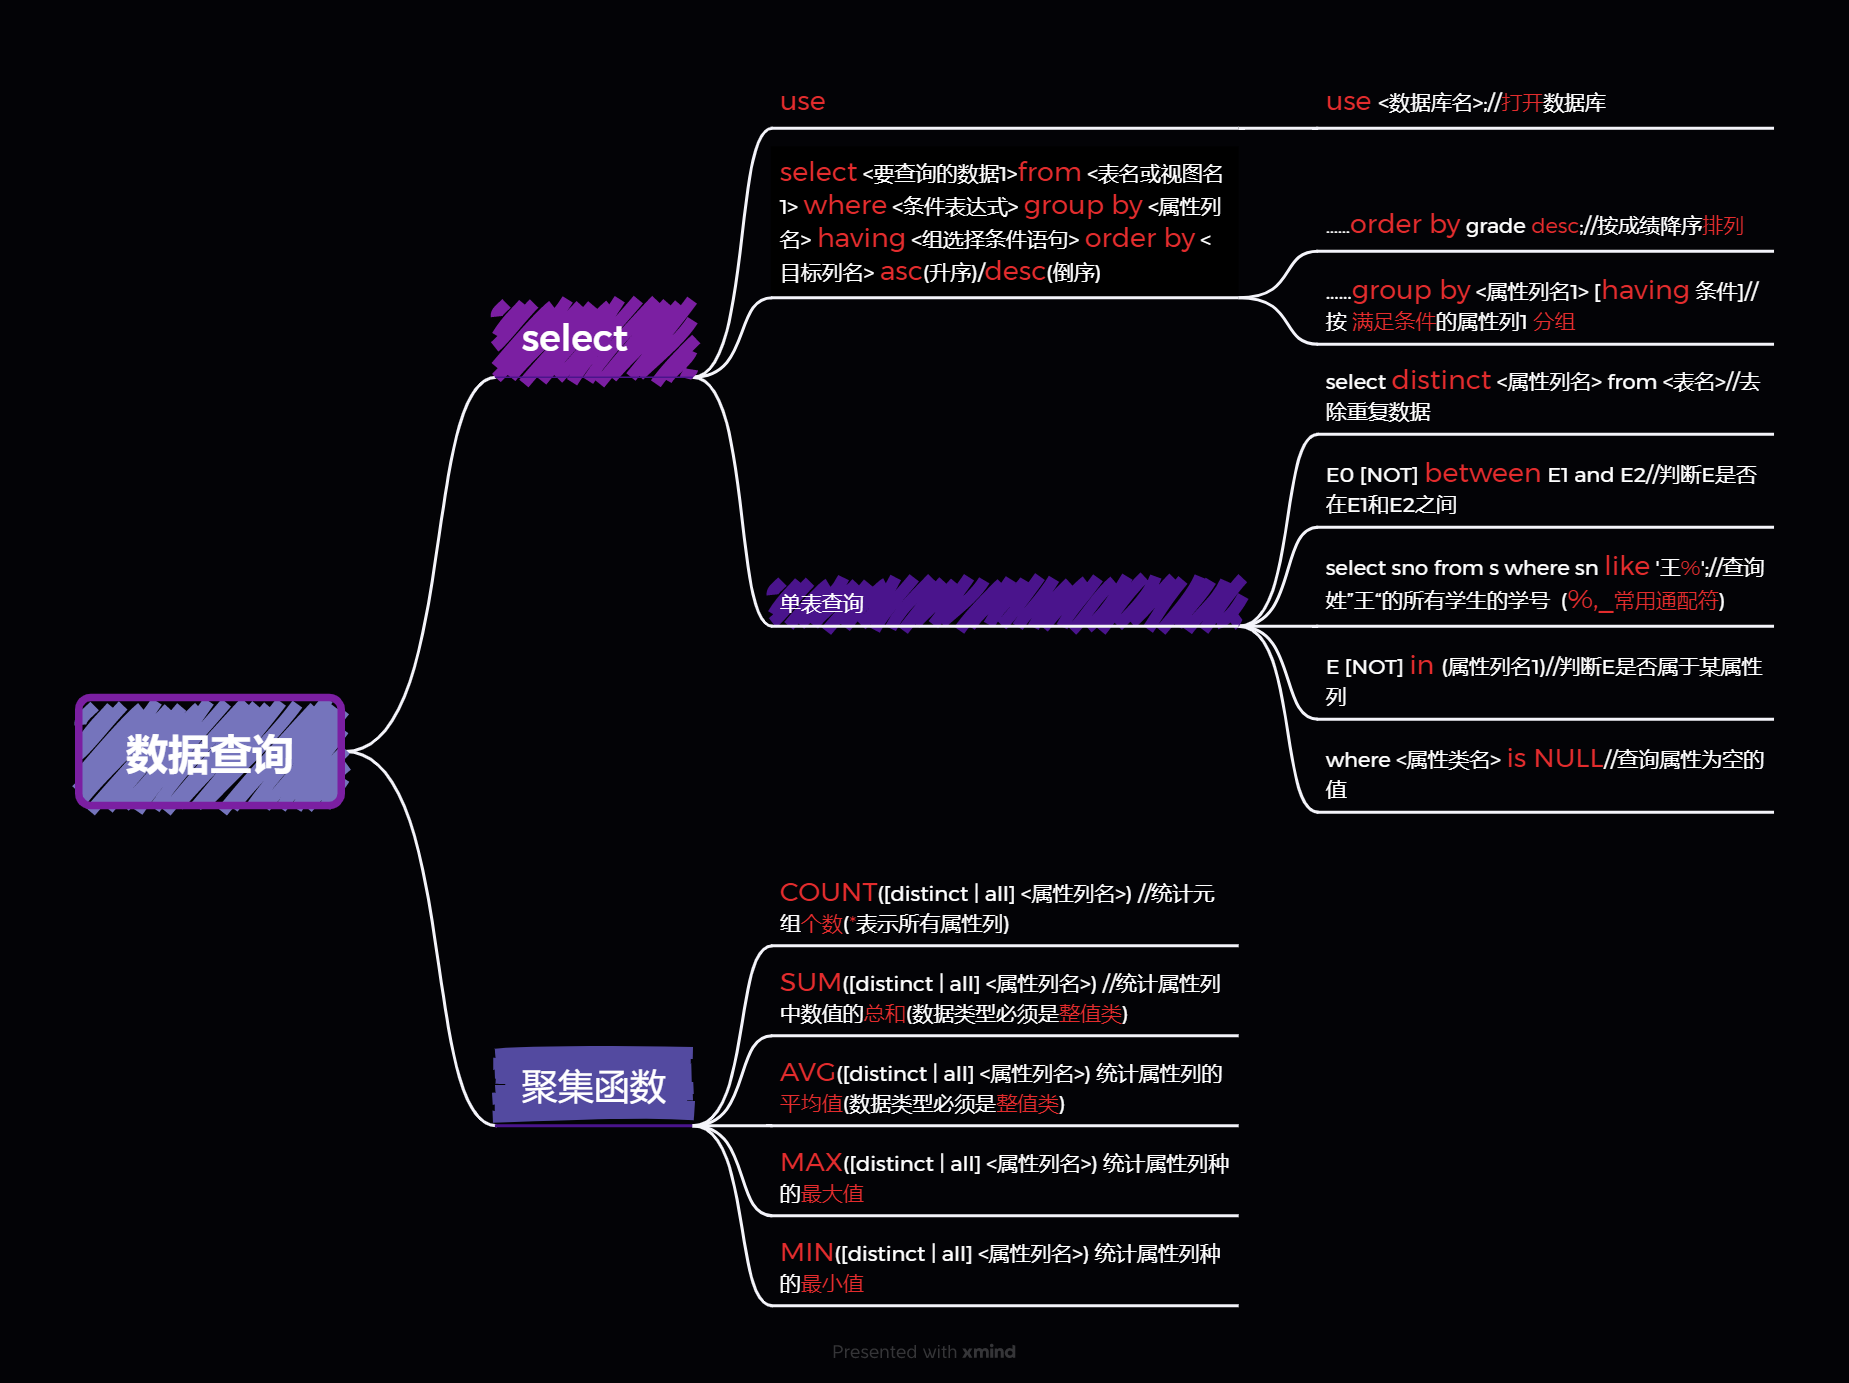 数据查询
select
use
use <数据库名>;//打开数据库
select <要查询的数据1>from <表名或视图名
1> where <条件表达式> group by <属性列
名> having <组选择条件语句> order by <
目标列名> asc(升序)/desc(倒序)
......order by grade desc;//按成绩降序排列
......group by <属性列名1> [having 条件]//
按 满足条件的属性列1 分组
单表查询
select distinct <属性列名> from <表名>//去
除重复数据
E0 [NOT] between E1 and E2//判断E是否
在E1和E2之间
select sno from s where sn like '王%';//查询
姓”王“的所有学生的学号  (%,_常用通配符)
E [NOT] in (属性列名1)//判断E是否属于某属性
列
where <属性类名> is NULL//查询属性为空的
值
聚集函数
COUNT([distinct | all] <属性列名>) //统计元
组个数(*表示所有属性列)
SUM([distinct | all] <属性列名>) //统计属性列
中数值的总和(数据类型必须是整值类)
AVG([distinct | all] <属性列名>) 统计属性列的
平均值(数据类型必须是整值类)
MAX([distinct | all] <属性列名>) 统计属性列种
的最大值
MIN([distinct | all] <属性列名>) 统计属性列种
的最小值
Presented with xmind